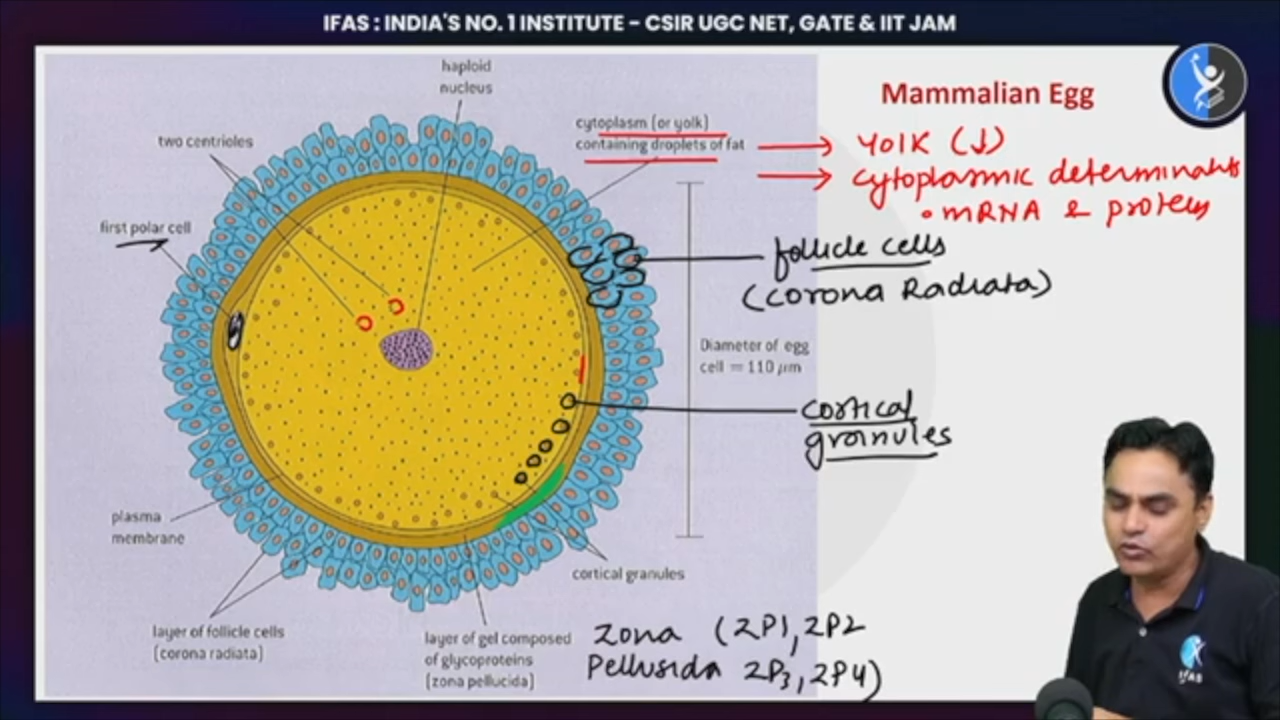 IFAS : INDIA'S NO. 1 INSTITUTE – CSIR UGC NET, GATE & IIT JAM
Mammalian Egg
haploid
nucleus
two centrioles
cytoplasm (or yolk)
containing droplets of fat
first polar cell
Yolk (↓)
Cytoplasmic determinants
• mRNA & proteins
follicle cells
(Corona Radiata)
Diameter of egg
cell = 110 µm
cortical
granules
plasma
membrane
cortical granules
layer of follicle cells
(corona radiata)
layer of gel composed
of glycoproteins
(zona pellucida)
Zona (ZP1, ZP2
Pellusida ZP3, ZP4)
IFAS